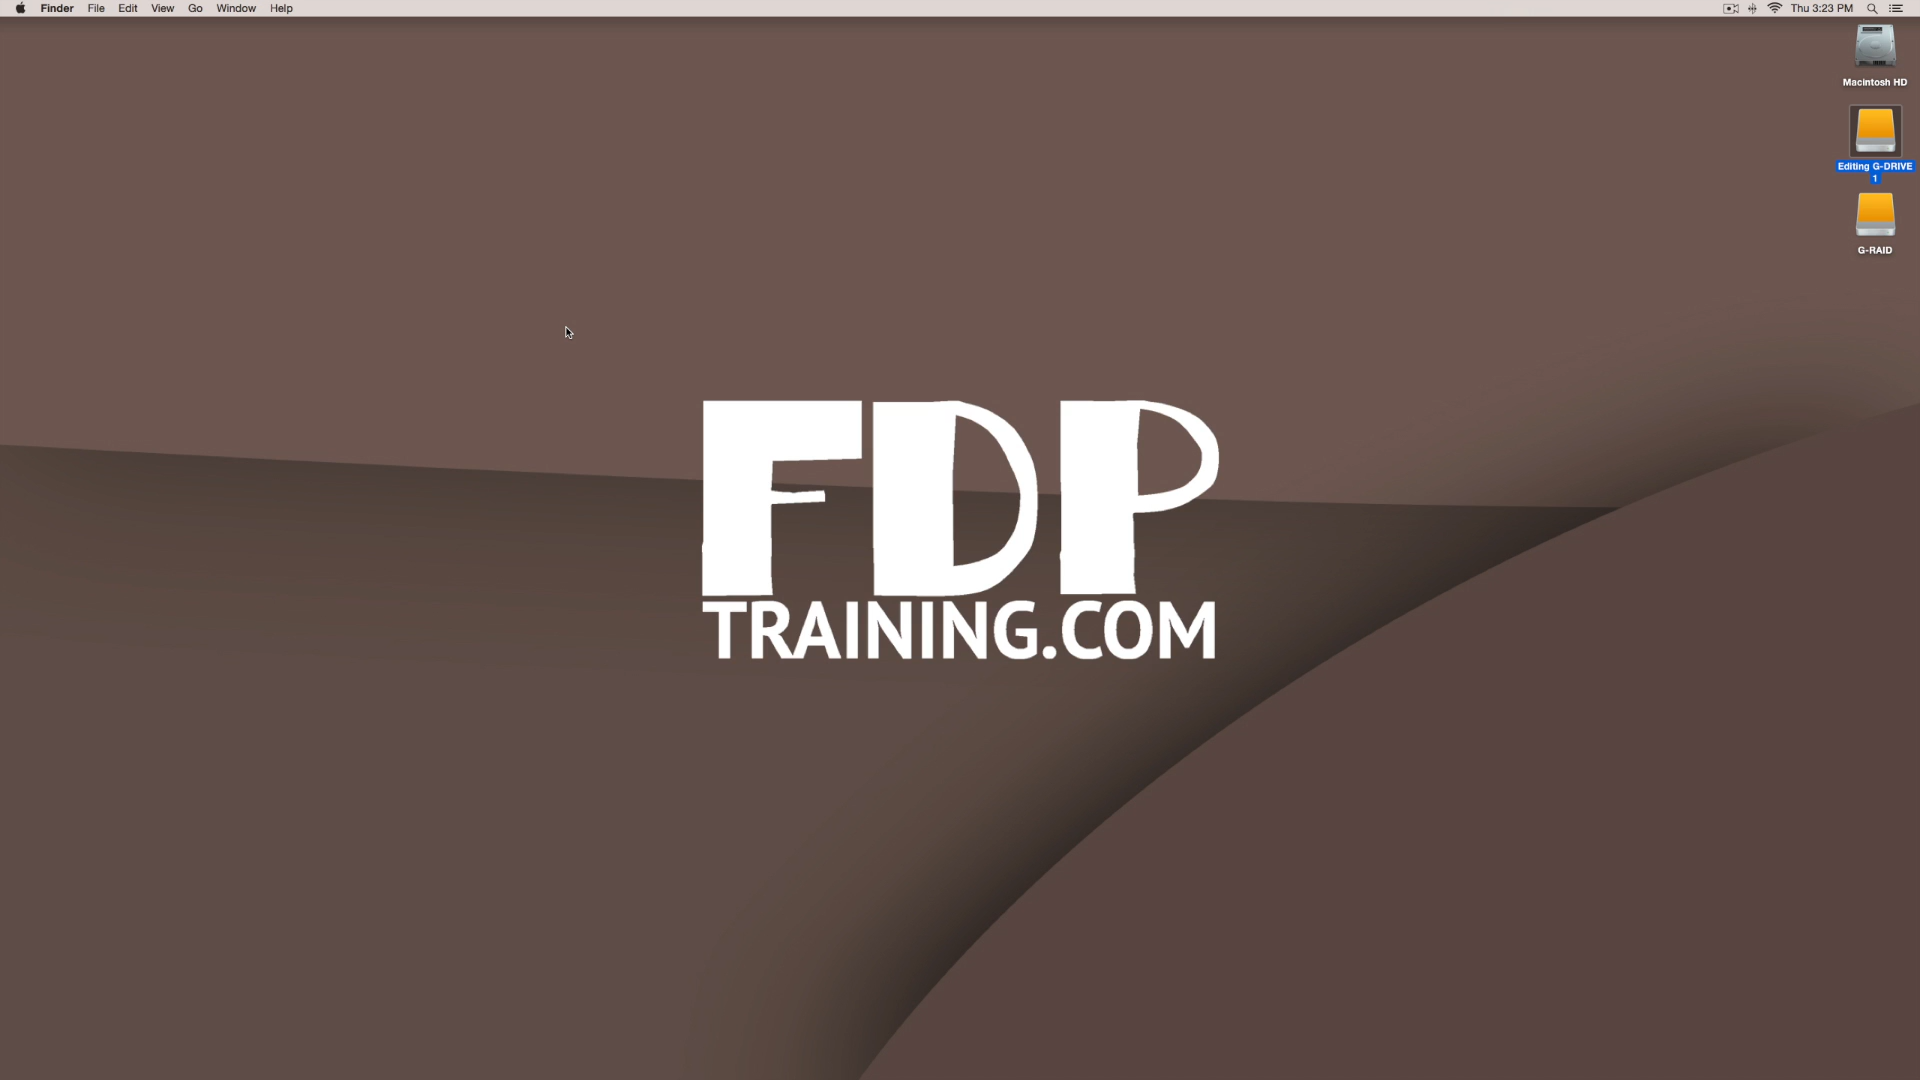 Finder File Edit View Go Window Help Thu 3:23 PM
Macintosh HD
Editing G-DRIVE
1
G-RAID
FDP
TRAINING.COM